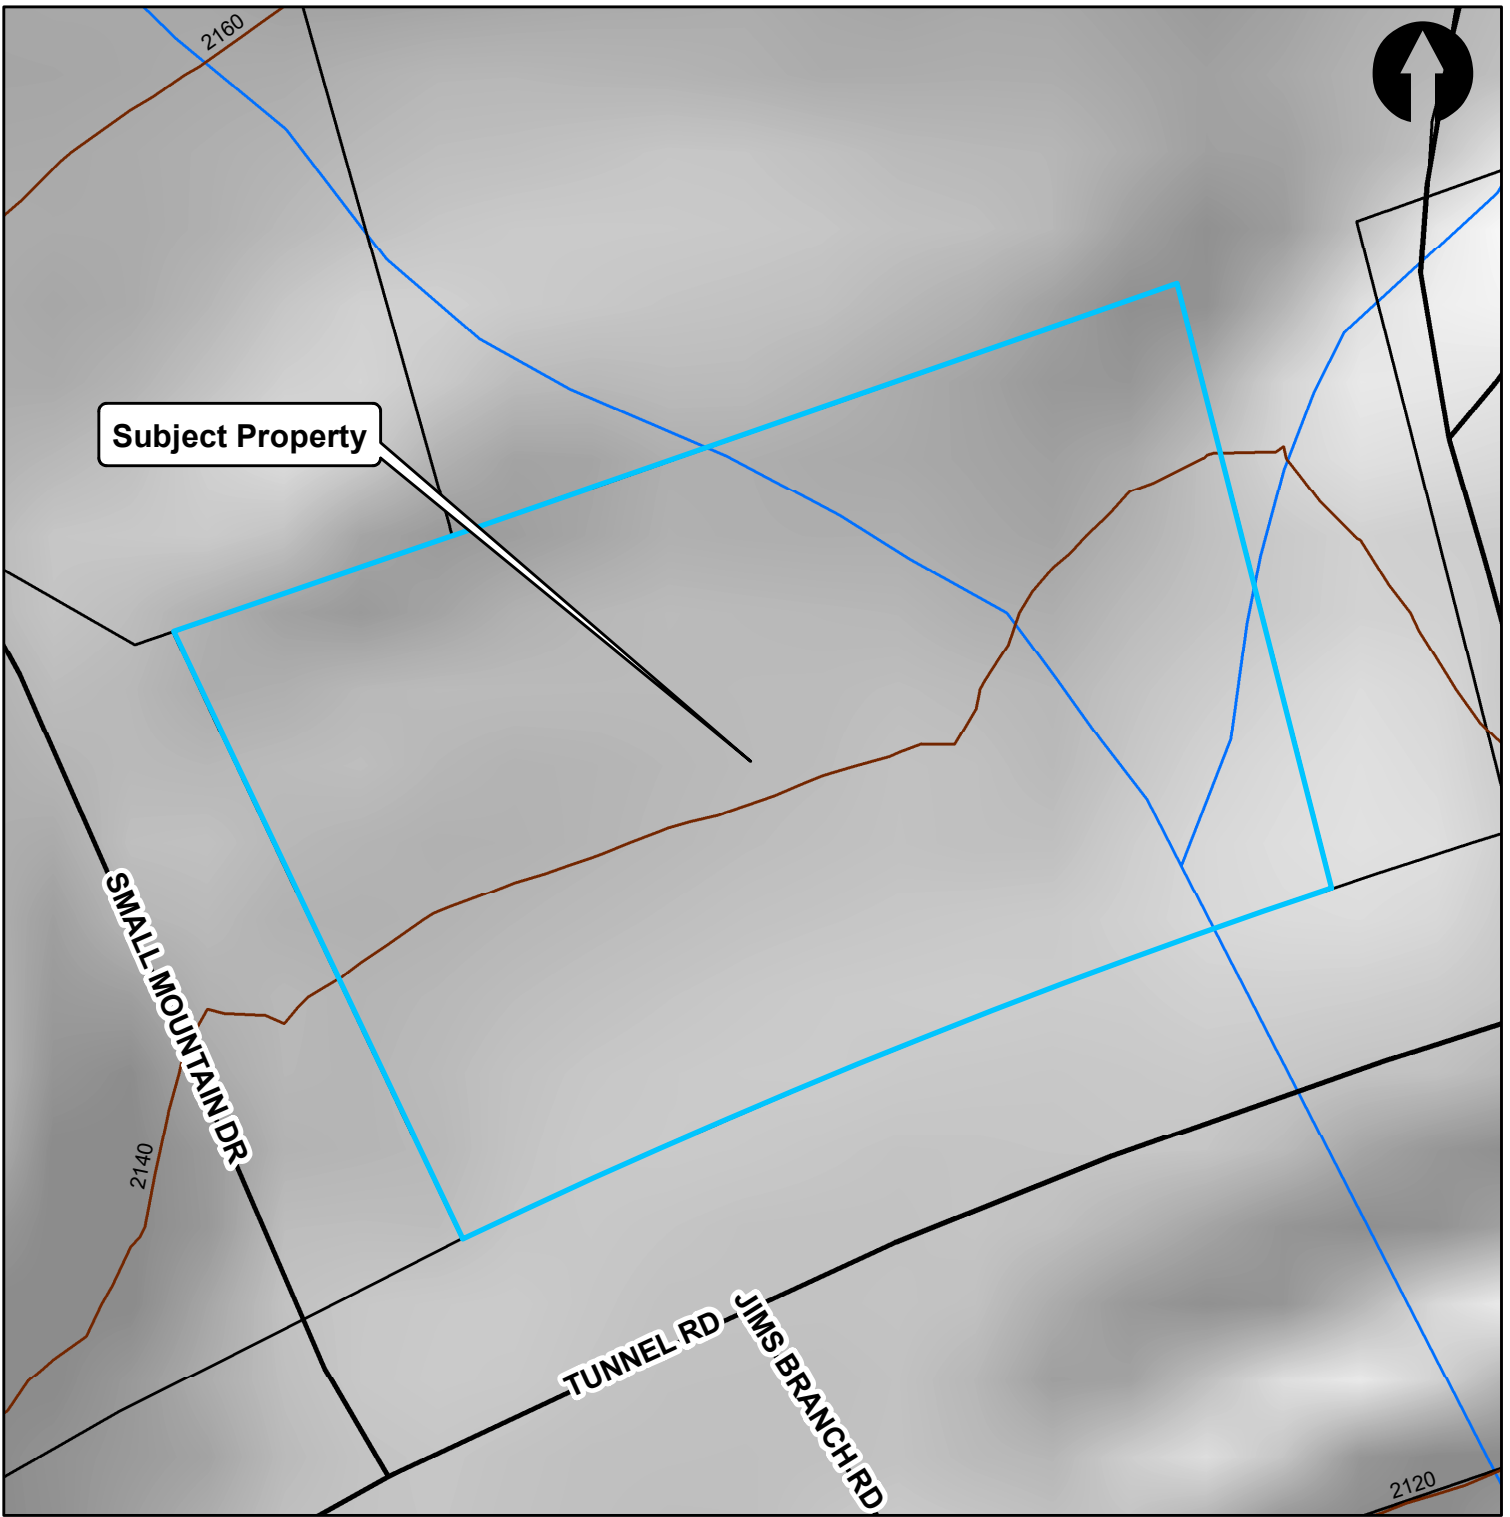 2160
Subject Property
SMALL MOUNTAIN DR
2140
TUNNEL RD
JIMS BRANCH RD
2120